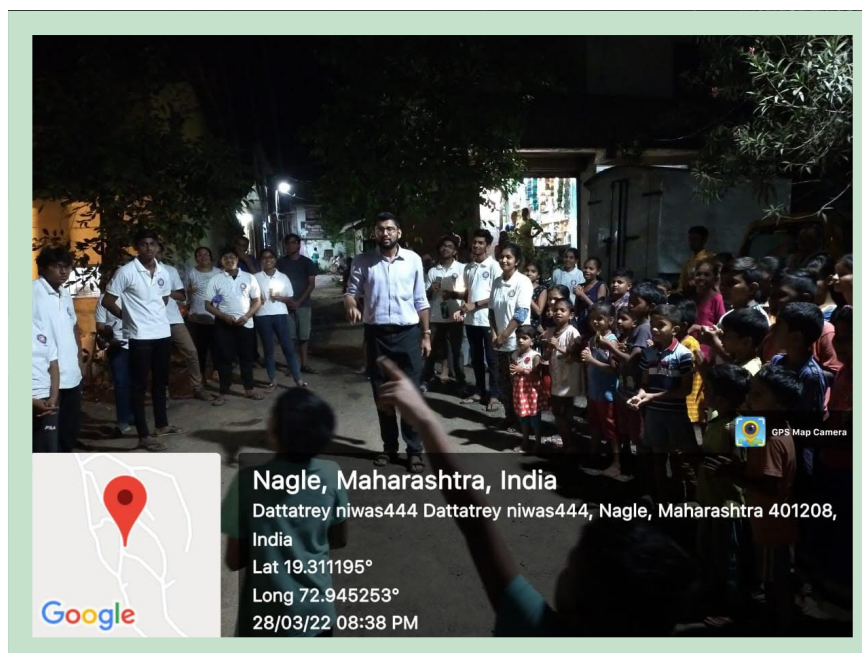 GPS Map Camera
Nagle, Maharashtra, India
Dattatrey niwas444 Dattatrey niwas444, Nagle, Maharashtra 401208,
India
Lat 19.311195°
Long 72.945253°
28/03/22 08:38 PM
Google